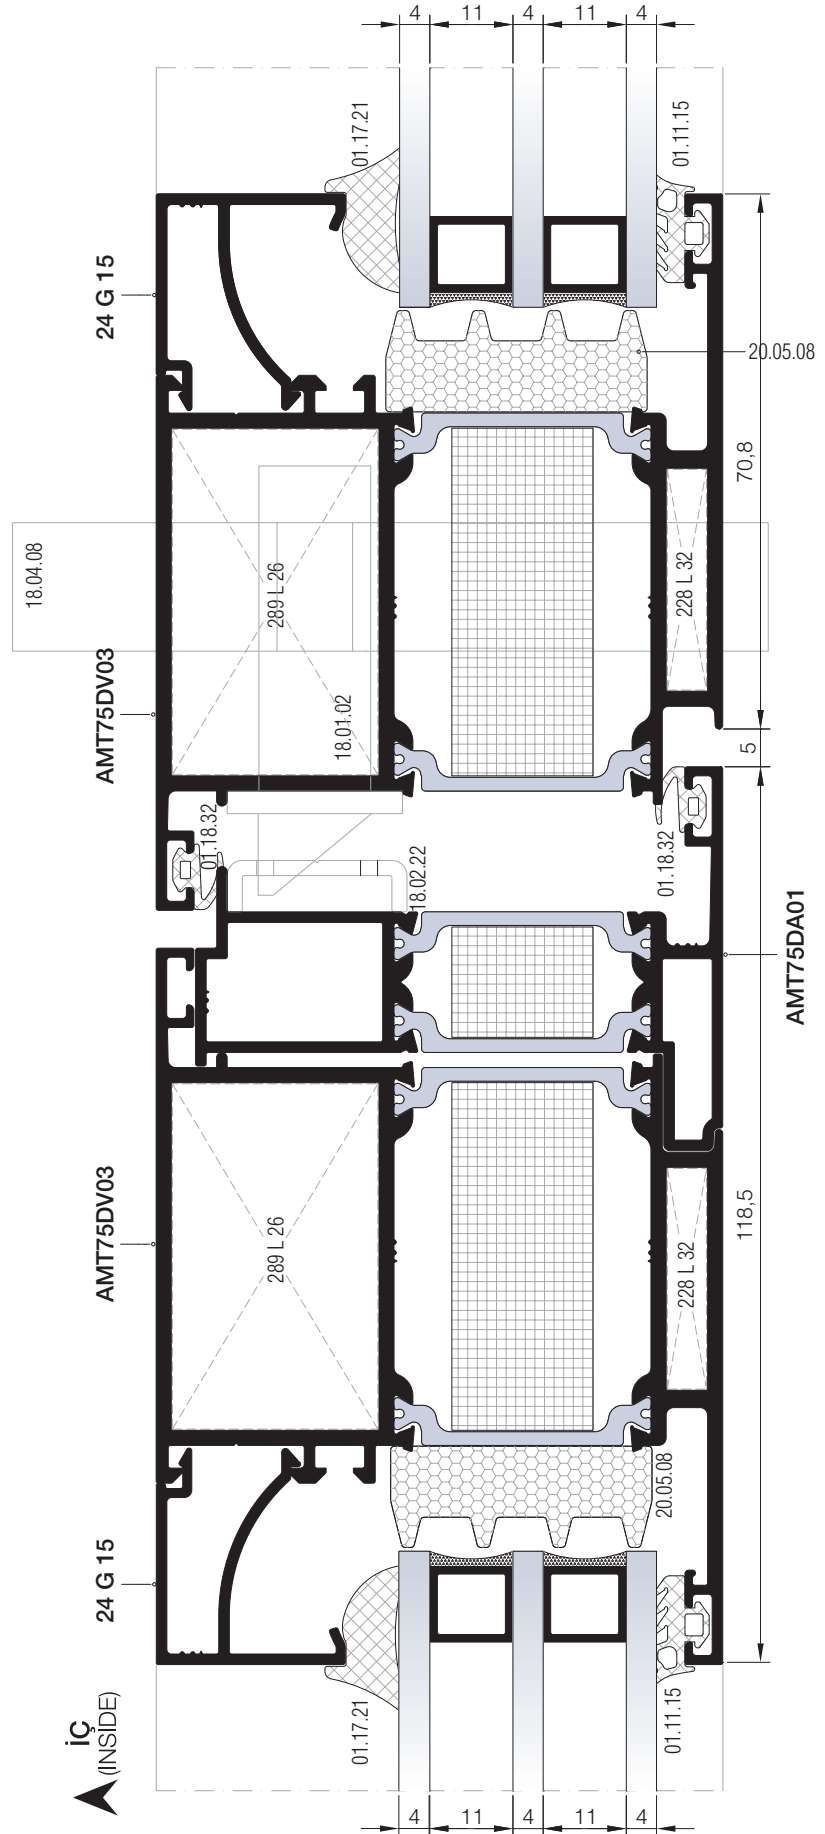 4 11 4 11 4
01.17.21
01.11.15
24 G 15
20.05.08
70,8
18.04.08
289 L 26
228 L 32
AMT75DV03
18.01.02
5
01.18.32
01.18.32
18.02.22
AMT75DA01
AMT75DV03
289 L 26
228 L 32
118,5
20.05.08
24 G 15
01.17.21
01.11.15
İÇ
(INSIDE)
4 11 4 11 4